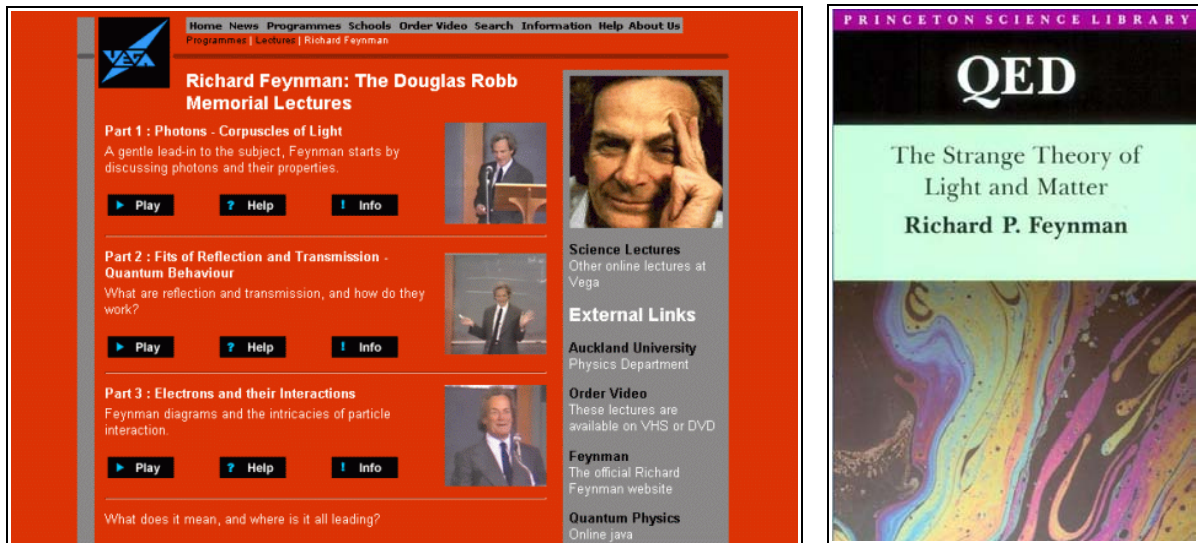 VEGA
Home News Programmes Schools Order Video Search Information Help About Us
Programmes | Lectures | Richard Feynman
Richard Feynman: The Douglas Robb
Memorial Lectures
Part 1 : Photons - Corpuscles of Light
A gentle lead-in to the subject, Feynman starts by
discussing photons and their properties.
Play ? Help ! Info
Part 2 : Fits of Reflection and Transmission -
Quantum Behaviour
What are reflection and transmission, and how do they
work?
Play ? Help ! Info
Part 3 : Electrons and their Interactions
Feynman diagrams and the intricacies of particle
interaction.
Play ? Help ! Info
What does it mean, and where is it all leading?
Science Lectures
Other online lectures at
Vega
External Links
Auckland University
Physics Department
Order Video
These lectures are
available on VHS or DVD
Feynman
The official Richard
Feynman website
Quantum Physics
Online java
PRINCETON SCIENCE LIBRARY
QED
The Strange Theory of
Light and Matter
Richard P. Feynman